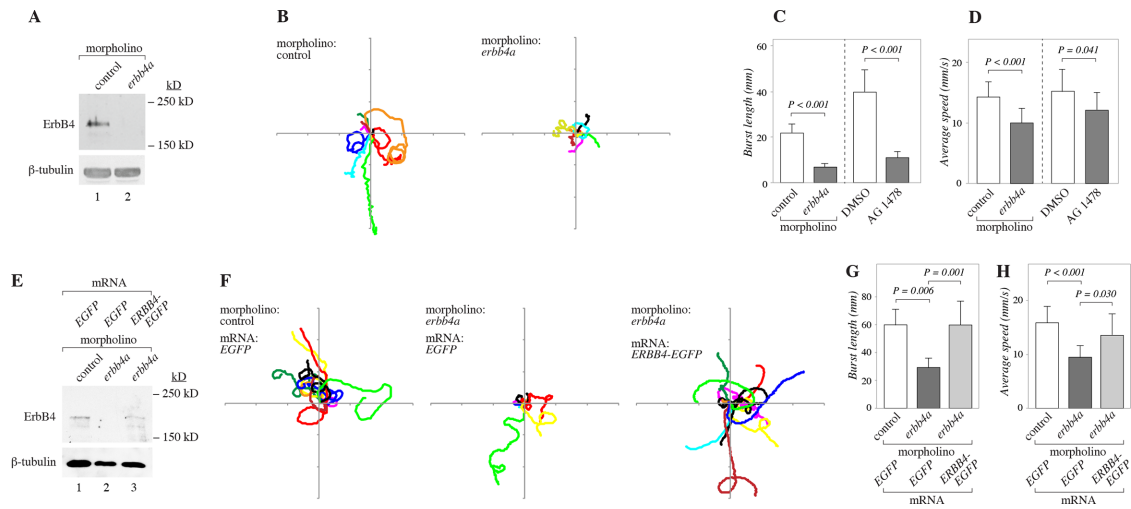 A
morpholino
control
erbb4a
kD
250 kD
ErbB4
150 kD
β-tubulin
1 2
B
morpholino:
control
morpholino:
erbb4a
C
Burst length (mm)
60
40
20
0
P < 0.001
P < 0.001
control
erbb4a
DMSO
AG 1478
morpholino
D
Average speed (mm/s)
20
10
0
P < 0.001
P = 0.041
control
erbb4a
DMSO
AG 1478
morpholino
E
mRNA
EGFP
EGFP
ERBB4-
EGFP
morpholino
control
erbb4a
erbb4a
kD
250 kD
ErbB4
150 kD
β-tubulin
1 2 3
F
morpholino:
control
mRNA:
EGFP
morpholino:
erbb4a
mRNA:
EGFP
morpholino:
erbb4a
mRNA:
ERBB4-EGFP
G
Burst length (mm)
80
60
40
20
0
P = 0.001
P = 0.006
control
erbb4a
erbb4a
morpholino
EGFP
EGFP
ERBB4-
EGFP
mRNA
H
Average speed (mm/s)
20
10
0
P < 0.001
P = 0.030
control
erbb4a
erbb4a
morpholino
EGFP
EGFP
ERBB4-
EGFP
mRNA